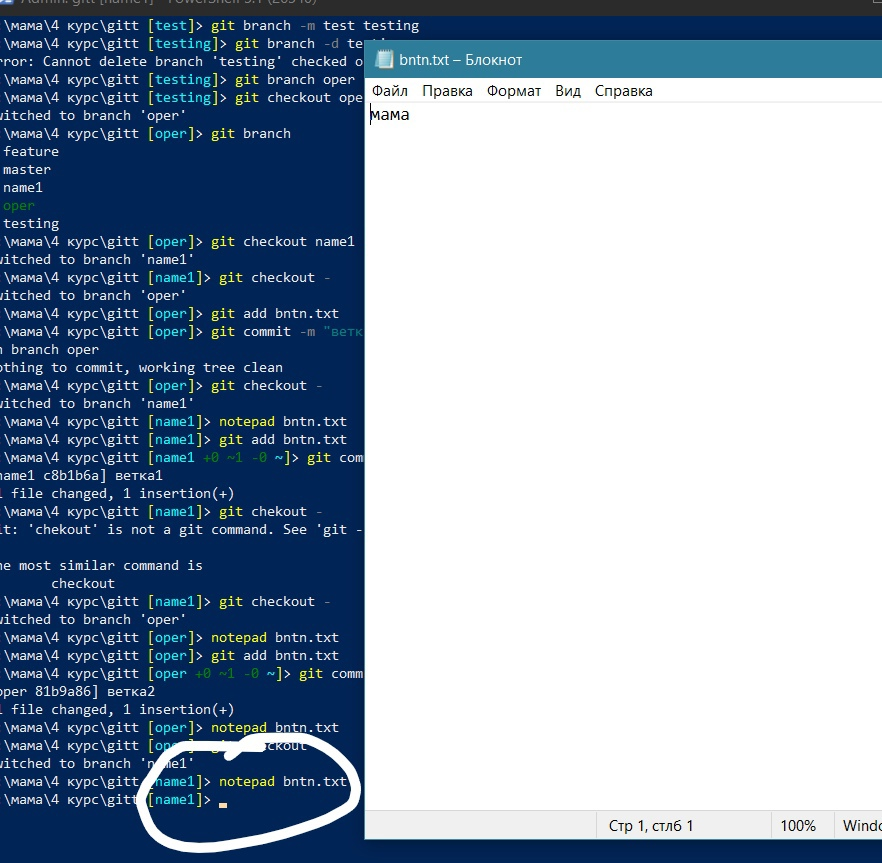 Admin: gitt [name1] - PowerShell 5.1 (20348)
:\мама\4 курс\gitt [test]> git branch -m test testing
:\мама\4 курс\gitt [testing]> git branch -d
rror: Cannot delete branch 'testing' checked o
:\мама\4 курс\gitt [testing]> git branch oper
:\мама\4 курс\gitt [testing]> git checkout ope
witched to branch 'oper'
:\мама\4 курс\gitt [oper]> git branch
feature
master
name1
oper
testing
:\мама\4 курс\gitt [oper]> git checkout name1
witched to branch 'name1'
:\мама\4 курс\gitt [name1]> git checkout -
witched to branch 'oper'
:\мама\4 курс\gitt [oper]> git add bntn.txt
:\мама\4 курс\gitt [oper]> git commit -m "ветк
n branch oper
othing to commit, working tree clean
:\мама\4 курс\gitt [oper]> git checkout -
witched to branch 'name1'
:\мама\4 курс\gitt [name1]> notepad bntn.txt
:\мама\4 курс\gitt [name1]> git add bntn.txt
:\мама\4 курс\gitt [name1 +0 ~1 -0 ~]> git com
name1 c8b1b6a] ветка1
1 file changed, 1 insertion(+)
:\мама\4 курс\gitt [name1]> git chekout -
it: 'chekout' is not a git command. See 'git -
he most similar command is
checkout
:\мама\4 курс\gitt [name1]> git checkout -
witched to branch 'oper'
:\мама\4 курс\gitt [oper]> notepad bntn.txt
:\мама\4 курс\gitt [oper]> git add bntn.txt
:\мама\4 курс\gitt [oper +0 ~1 -0 ~]> git comm
oper 81b9a86] ветка2
1 file changed, 1 insertion(+)
:\мама\4 курс\gitt [oper]> notepad bntn.txt
:\мама\4 курс\gitt
witched to branch
:\мама\4 курс\gitt [name1]> notepad bntn.txt
:\мама\4 курс\gitt [name1]>
bntn.txt – Блокнот
Файл Правка Формат Вид Справка
мама
Стр 1, стлб 1 100% Windo